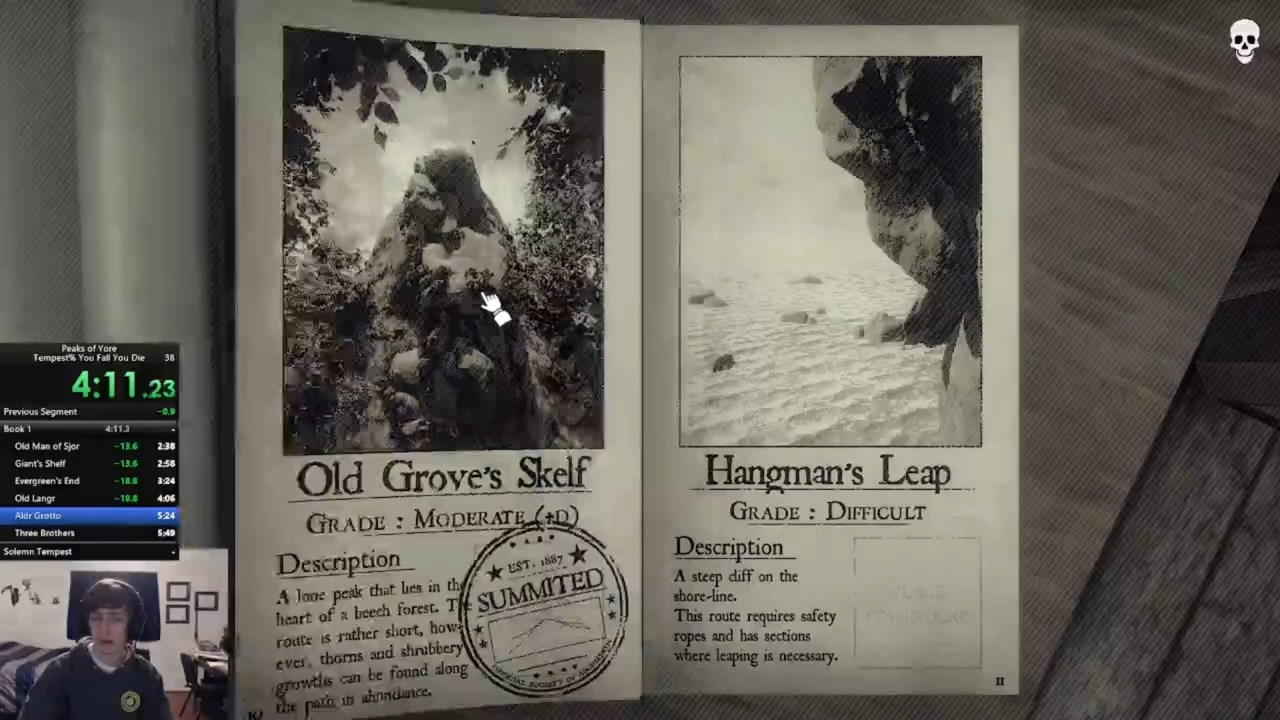 Peaks of Yore
Tempest% You Fall You Die 38
4:11.23
Previous Segment -0.9
Book 1 4:11.3 -
Old Man of Sjor -13.6 2:38
Giant's Shelf -13.6 2:58
Evergreen's End -18.8 3:24
Old Langr -19.8 4:06
Aldr Grotto 5:24
Three Brothers 5:49
Solemn Tempest -
Old Grove's Skelf
Grade : Moderate (+D)
Description
A lone peak that lies in the
heart of a beech forest. T
route is rather short, how-
ever, thorns and shrubbery
growths can be found along
the path in abundance.
EST. 1887
SUMMITED
10
Hangman's Leap
Grade : Difficult
Description
A steep cliff on the
shore-line.
This route requires safety
ropes and has sections
where leaping is necessary.
11